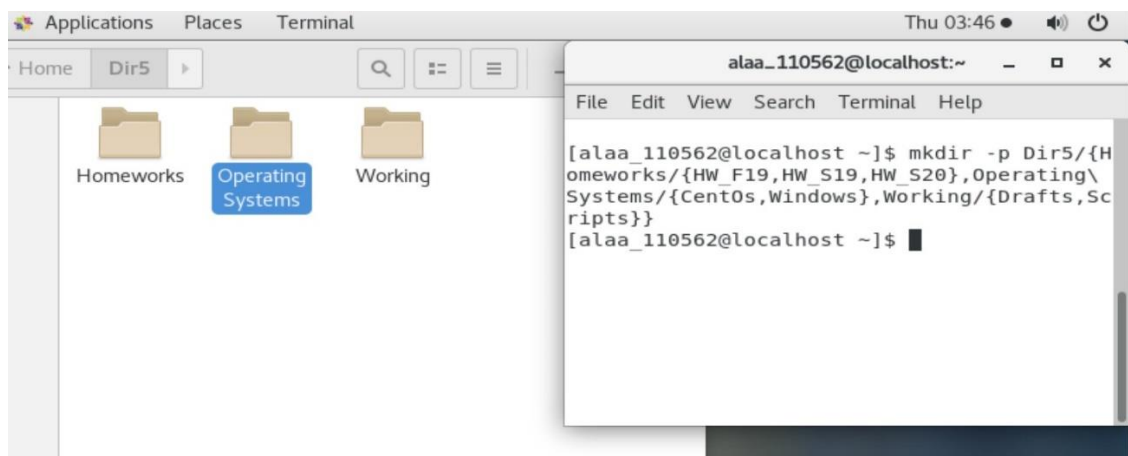 Applications Places Terminal Thu 03:46
Home Dir5
alaa_110562@localhost:~
File Edit View Search Terminal Help
Homeworks
Operating
Systems
Working
[alaa_110562@localhost ~]$ mkdir -p Dir5/{H
omeworks/{HW_F19,HW_S19,HW_S20},Operating\
Systems/{CentOs,Windows},Working/{Drafts,Sc
ripts}}
[alaa_110562@localhost ~]$